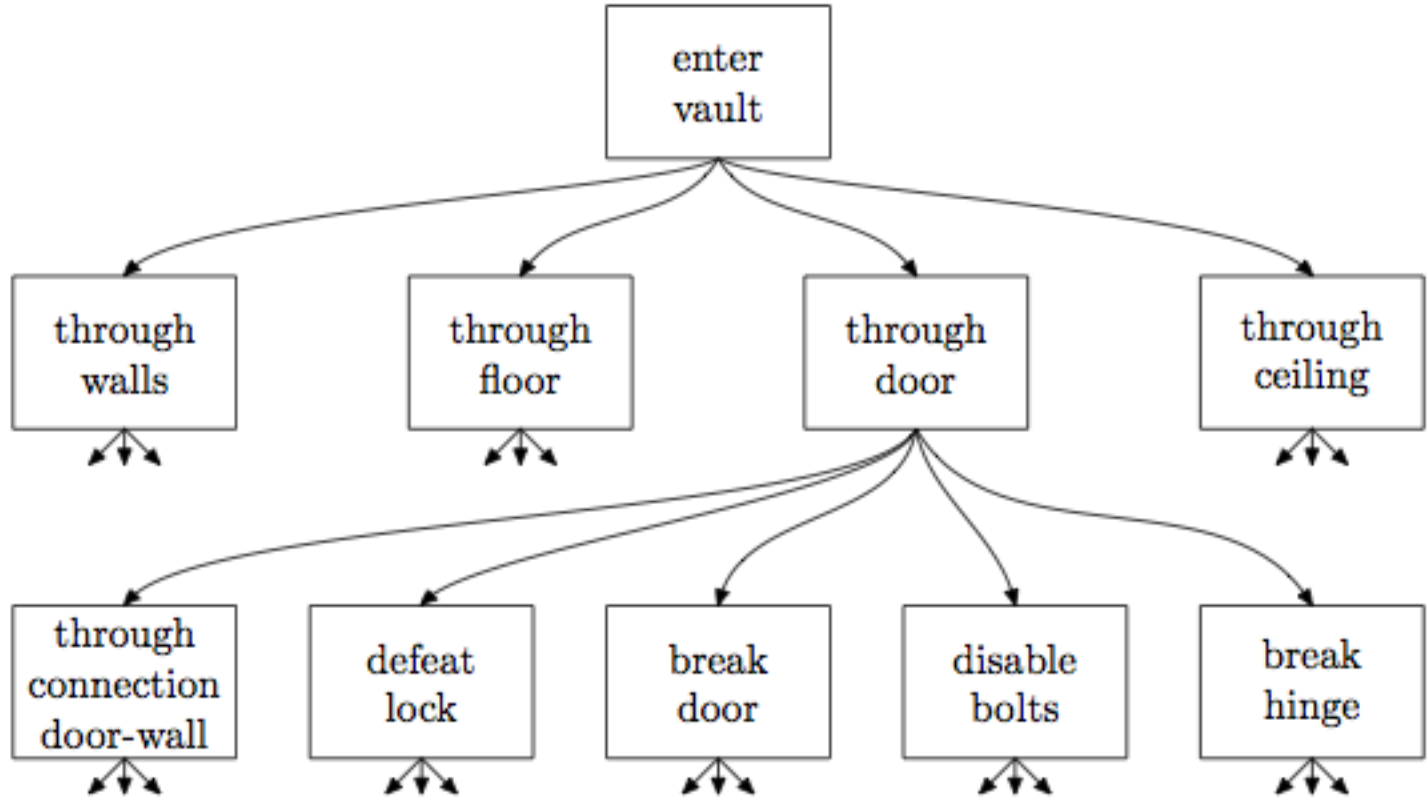 enter
vault
through
walls
through
floor
through
door
through
ceiling
through
connection
door-wall
defeat
lock
break
door
disable
bolts
break
hinge